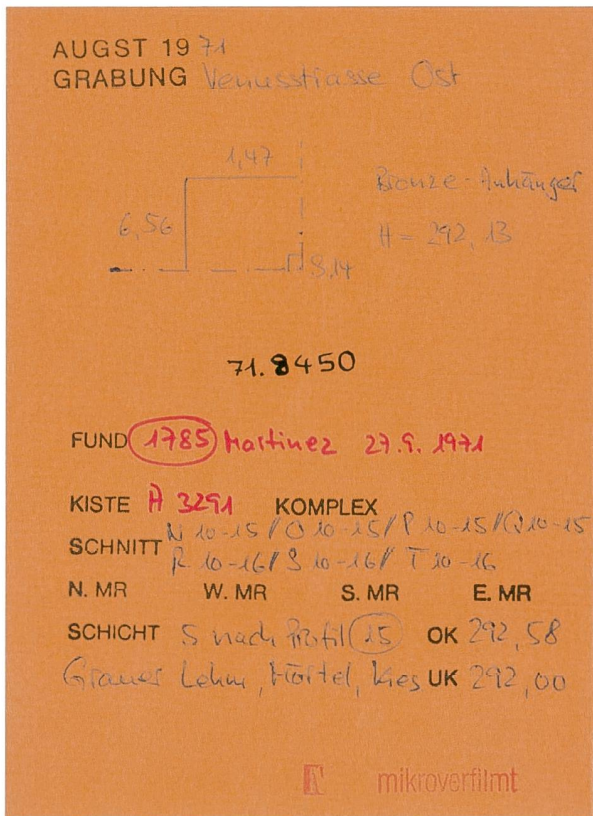 AUGST 1971
GRABUNG Venusstrasse Ost
1,47
Bronze-Anhänger
6,56
H = 292,13
S.14
71.8450
FUND 1785 Martinez 27.9.1971
KISTE A 3291 KOMPLEX
SCHNITT N 10-15 // O 10-15 // P 10-15 // Q 10-15
R 10-16 // S 10-16 // T 10-16
N. MR W. MR S. MR E. MR
SCHICHT S nach Profil 15 OK 292,58
Grauer Lehm, Mörtel, Kies UK 292,00
mikroverfilmt